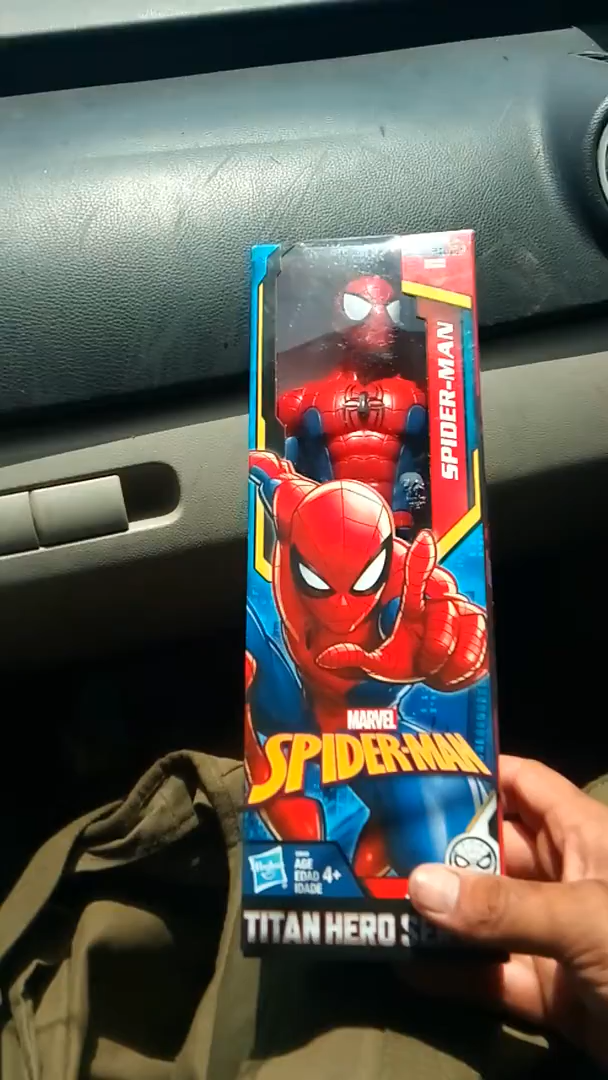 SPIDER-MAN
MARVEL
SPIDER-MAN
Hasbro
AGE
EDAD 4+
IDADE
TITAN HERO SE